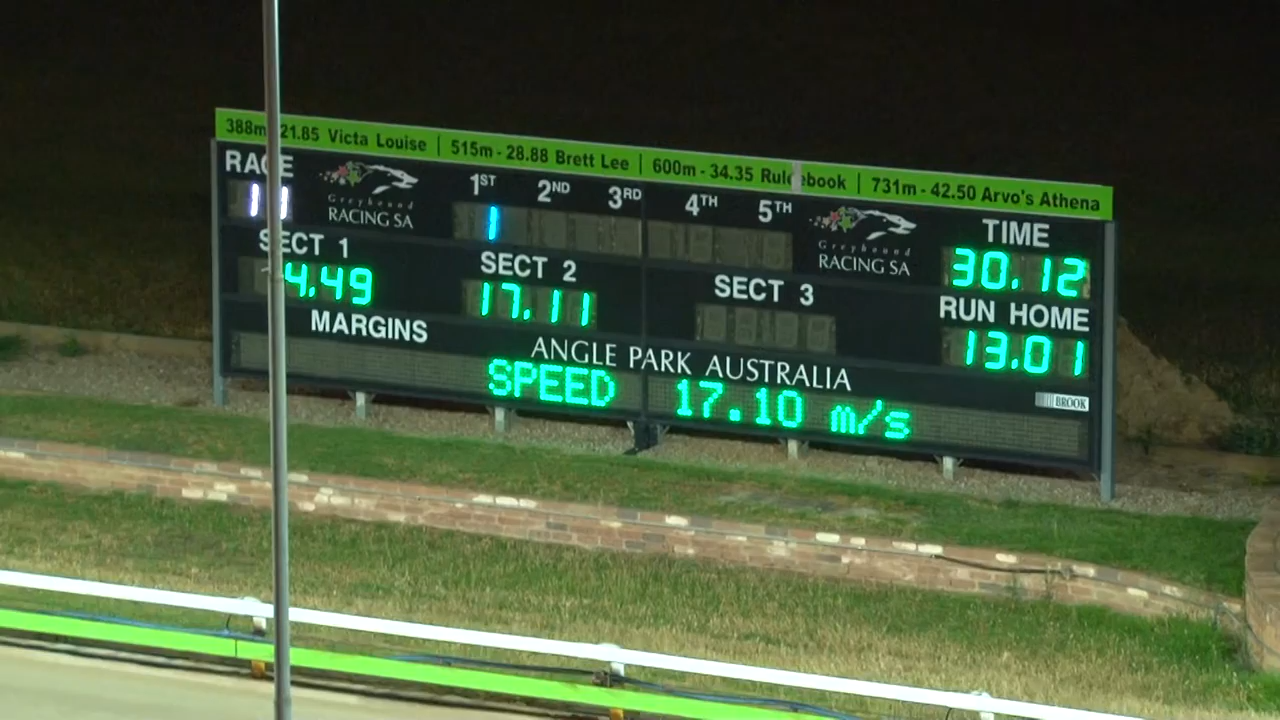 388m - 21.85 Victa Louise | 515m - 28.88 Brett Lee | 600m - 34.35 Rulebook | 731m - 42.50 Arvo's Athena
RACE
11
Greyhound
RACING SA
1ST 2ND 3RD 4TH 5TH
1
Greyhound
RACING SA
TIME
30.12
SECT 1
4.49
SECT 2
17.11
SECT 3
RUN HOME
13.01
MARGINS
ANGLE PARK AUSTRALIA
SPEED 17.10 m/s
BROOK